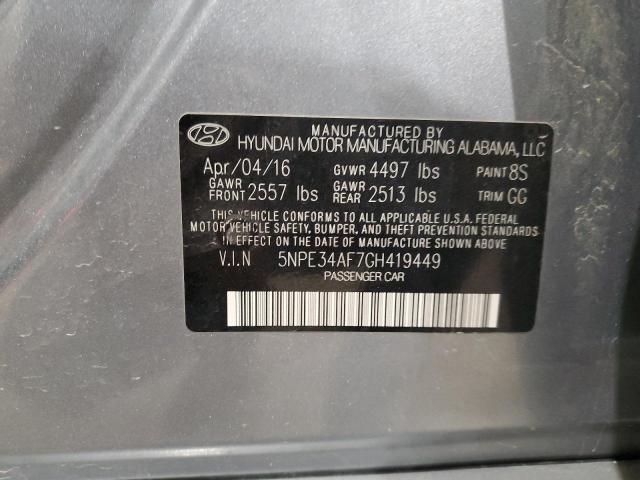 MANUFACTURED BY
HYUNDAI MOTOR MANUFACTURING ALABAMA, LLC
Apr/04/16 GVWR 4497 lbs PAINT 8S
GAWR FRONT 2557 lbs GAWR REAR 2513 lbs TRIM GG
THIS VEHICLE CONFORMS TO ALL APPLICABLE U.S.A. FEDERAL
MOTOR VEHICLE SAFETY, BUMPER, AND THEFT PREVENTION STANDARDS
IN EFFECT ON THE DATE OF MANUFACTURE SHOWN ABOVE.
V.I.N 5NPE34AF7GH419449
PASSENGER CAR